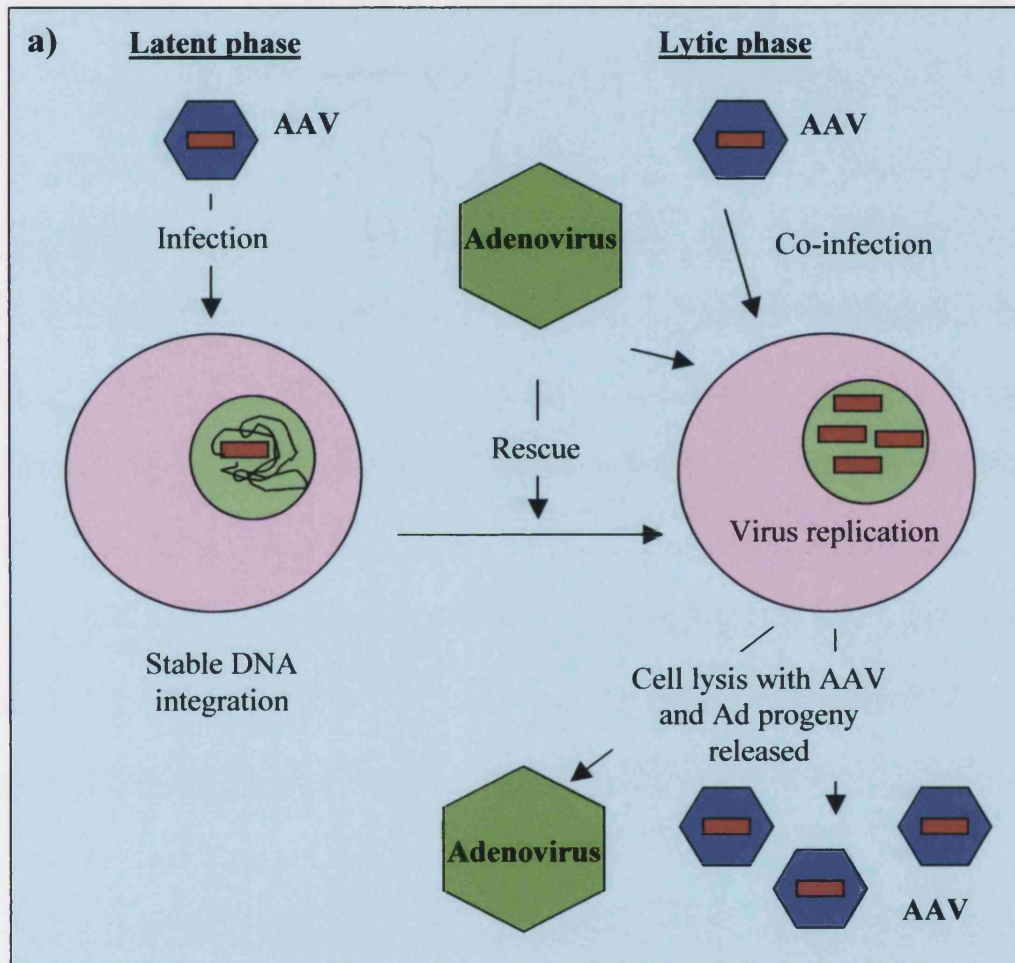 a)
Latent phase
Lytic phase
AAV
AAV
Adenovirus
Infection
Co-infection
Rescue
Virus replication
Stable DNA
integration
Cell lysis with AAV
and Ad progeny
released
Adenovirus
AAV